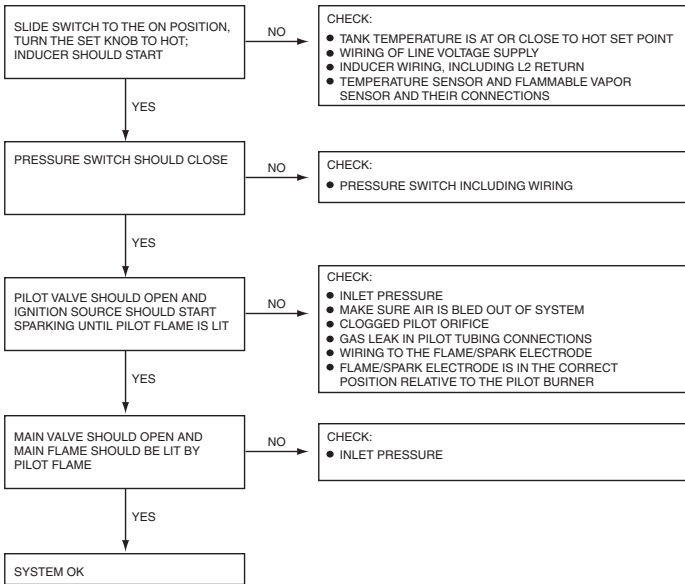 SLIDE SWITCH TO THE ON POSITION,
TURN THE SET KNOB TO HOT;
INDUCER SHOULD START
NO
CHECK:
● TANK TEMPERATURE IS AT OR CLOSE TO HOT SET POINT
● WIRING OF LINE VOLTAGE SUPPLY
● INDUCER WIRING, INCLUDING L2 RETURN
● TEMPERATURE SENSOR AND FLAMMABLE VAPOR
SENSOR AND THEIR CONNECTIONS
YES
PRESSURE SWITCH SHOULD CLOSE
NO
CHECK:
● PRESSURE SWITCH INCLUDING WIRING
YES
PILOT VALVE SHOULD OPEN AND
IGNITION SOURCE SHOULD START
SPARKING UNTIL PILOT FLAME IS LIT
NO
CHECK:
● INLET PRESSURE
● MAKE SURE AIR IS BLED OUT OF SYSTEM
● CLOGGED PILOT ORIFICE
● GAS LEAK IN PILOT TUBING CONNECTIONS
● WIRING TO THE FLAME/SPARK ELECTRODE
● FLAME/SPARK ELECTRODE IS IN THE CORRECT
POSITION RELATIVE TO THE PILOT BURNER
YES
MAIN VALVE SHOULD OPEN AND
MAIN FLAME SHOULD BE LIT BY
PILOT FLAME
NO
CHECK:
● INLET PRESSURE
YES
SYSTEM OK